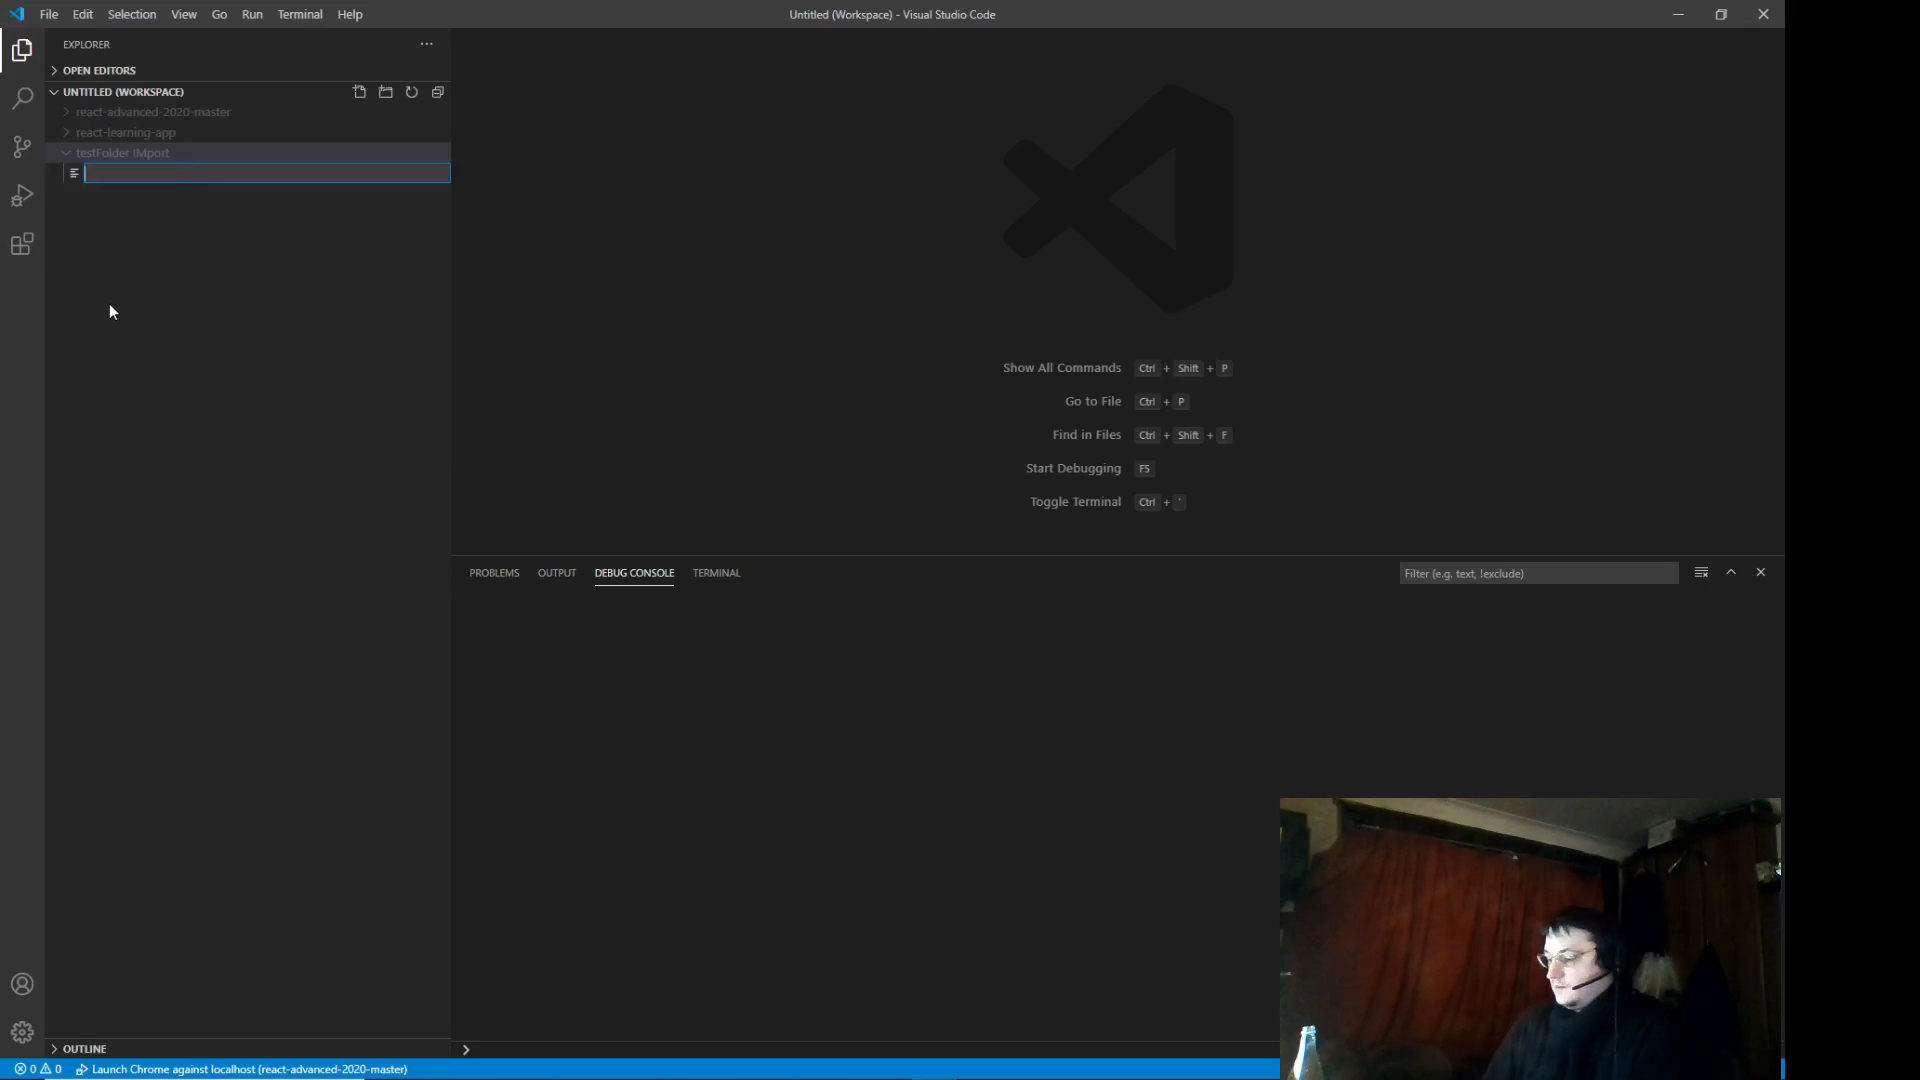 File Edit Selection View Go Run Terminal Help
Untitled (Workspace) - Visual Studio Code
EXPLORER
OPEN EDITORS
UNTITLED (WORKSPACE)
react-advanced-2020-master
react-learning-app
testFolder IMport
Show All Commands Ctrl + Shift + P
Go to File Ctrl + P
Find in Files Ctrl + Shift + F
Start Debugging F5
Toggle Terminal Ctrl + `
PROBLEMS OUTPUT DEBUG CONSOLE TERMINAL
Filter (e.g. text, !exclude)
OUTLINE
0 0 Launch Chrome against localhost (react-advanced-2020-master)